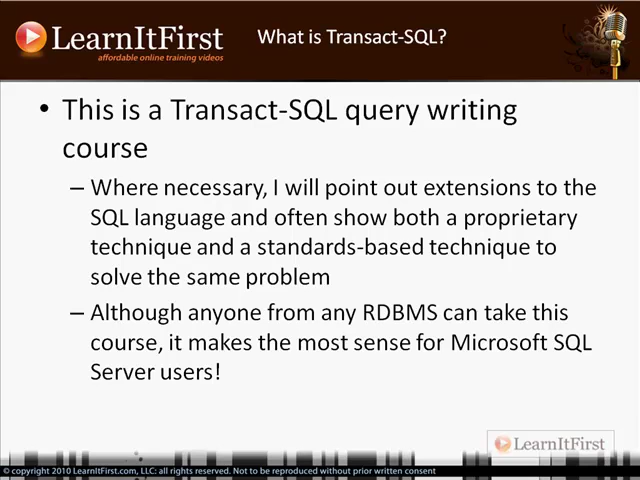 LearnItFirst
affordable online training videos
What is Transact-SQL?
• This is a Transact-SQL query writing
course
– Where necessary, I will point out extensions to the
SQL language and often show both a proprietary
technique and a standards-based technique to
solve the same problem
– Although anyone from any RDBMS can take this
course, it makes the most sense for Microsoft SQL
Server users!
LearnItFirst
© copyright 2010 LearnItFirst.com, LLC: all rights reserved. Not to be reproduced without prior written consent